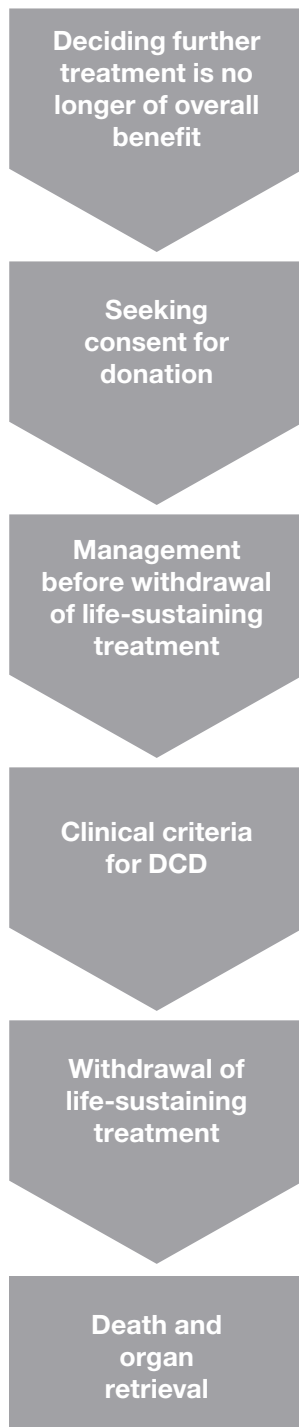 Deciding further
treatment is no
longer of overall
benefit
Seeking
consent for
donation
Management
before withdrawal
of life-sustaining
treatment
Clinical criteria
for DCD
Withdrawal of
life-sustaining
treatment
Death and
organ
retrieval